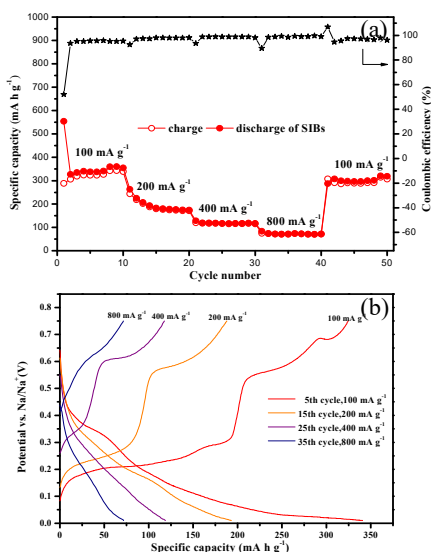 (a)
1000
900
800
700
600
500
400
300
200
100
0
100
80
60
40
20
0
-20
-40
-60
Specific capacity (mA h g-1)
Coulombic efficiency (%)
charge
discharge of SIBs
100 mA g-1
200 mA g-1
400 mA g-1
800 mA g-1
100 mA g-1
0 10 20 30 40 50
Cycle number
(b)
0.8
0.7
0.6
0.5
0.4
0.3
0.2
0.1
0.0
Potential vs. Na/Na+(V)
800 mA g-1
400 mA g-1
200 mA g-1
100 mA g-1
5th cycle,100 mA g-1
15th cycle,200 mA g-1
25th cycle,400 mA g-1
35th cycle,800 mA g-1
0 50 100 150 200 250 300 350
Specific capacity (mA h g-1)